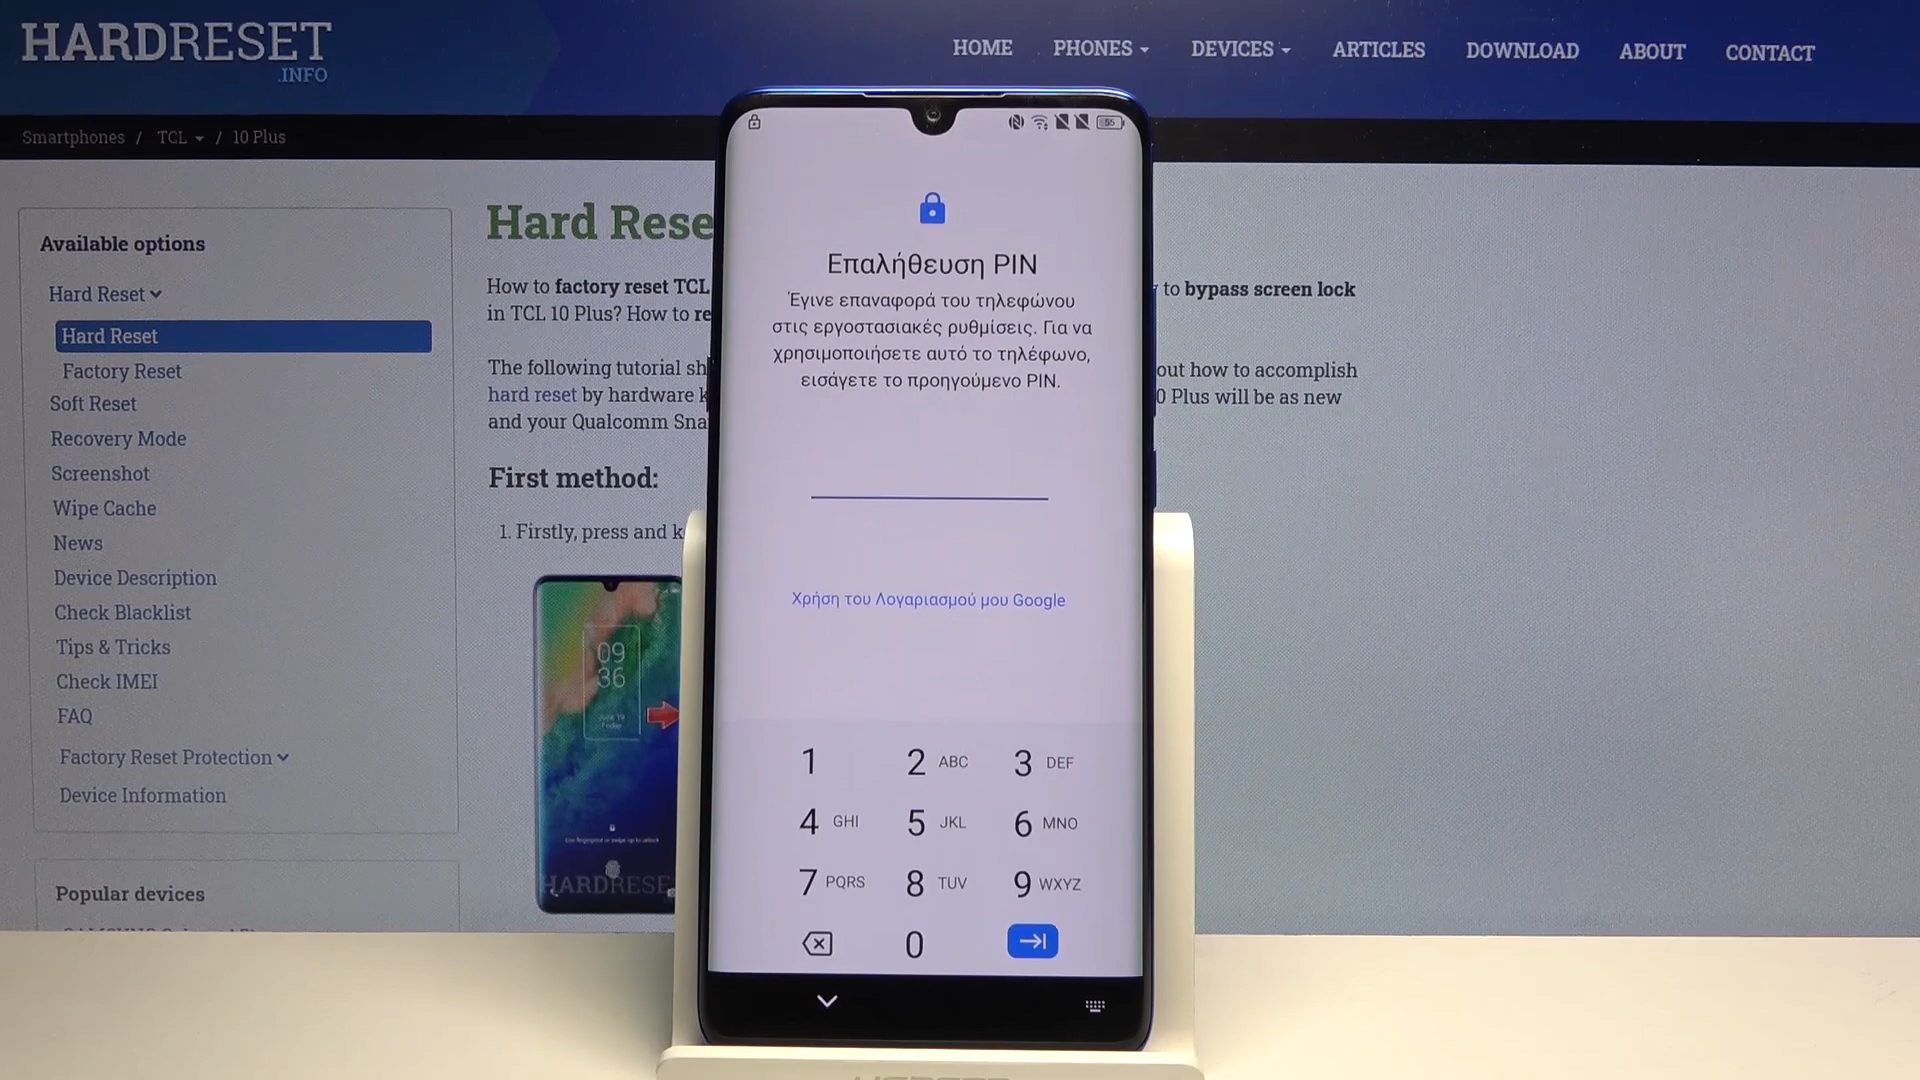 HARDRESET
.INFO
HOME PHONES DEVICES ARTICLES DOWNLOAD ABOUT CONTACT
Smartphones / TCL / 10 Plus
Available options
Hard Reset
Hard Reset
Factory Reset
Soft Reset
Recovery Mode
Screenshot
Wipe Cache
News
Device Description
Check Blacklist
Tips & Tricks
Check IMEI
FAQ
Factory Reset Protection
Device Information
Popular devices
Hard Rese
How to factory reset TCL
in TCL 10 Plus? How to re
to bypass screen lock
The following tutorial sh
hard reset by hardware k
and your Qualcomm Sna
out how to accomplish
0 Plus will be as new
First method:
1. Firstly, press and k
09
36
HARDRESE
55
Επαλήθευση PIN
Έγινε επαναφορά του τηλεφώνου
στις εργοστασιακές ρυθμίσεις. Για να
χρησιμοποιήσετε αυτό το τηλέφωνο,
εισάγετε το προηγούμενο PIN.
Χρήση του Λογαριασμού μου Google
1 2 ABC 3 DEF
4 GHI 5 JKL 6 MNO
7 PQRS 8 TUV 9 WXYZ
0